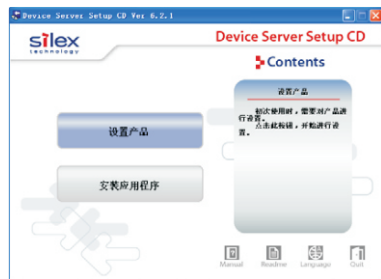 Device Server Setup CD Ver 6.2.1
silex
technology
Device Server Setup CD
Contents
设置产品
初次使用时，需要对产品进
行设置。
点击此按钮，开始进行设
置。
设置产品
安装应用程序
Manual Readme Language Quit